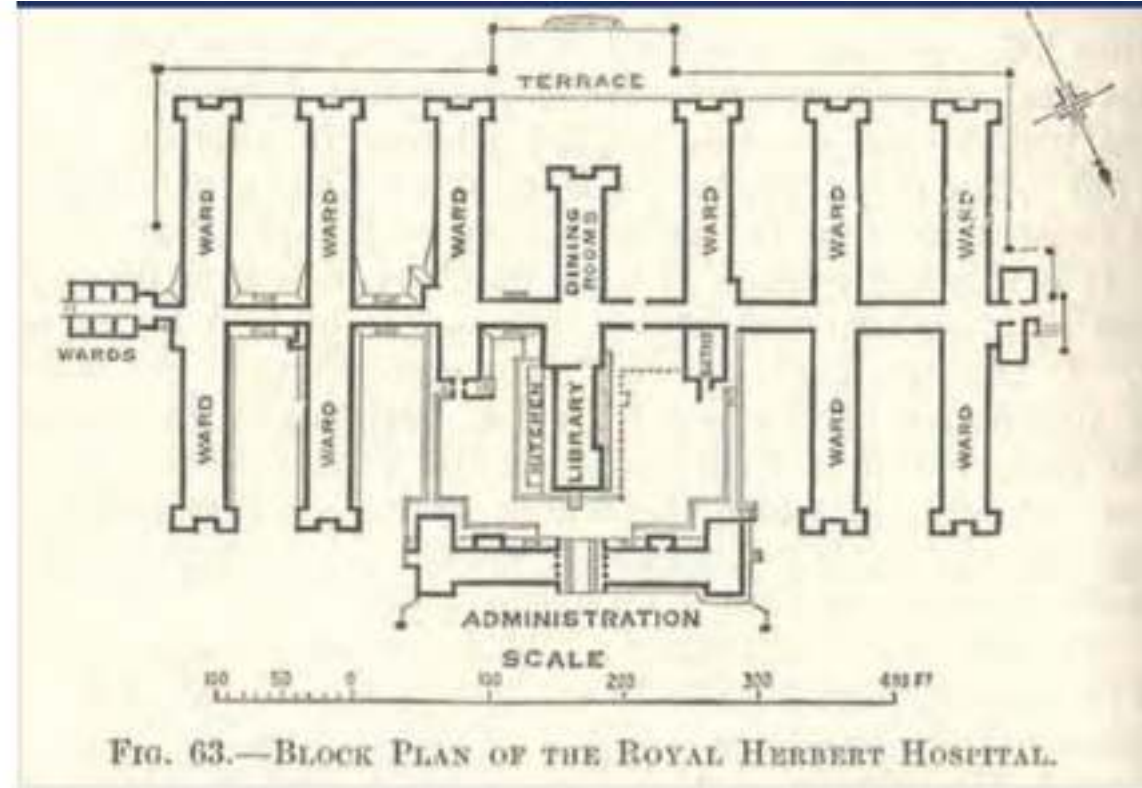 TERRACE
WARD
WARD
WARD
DINING
ROOMS
WARD
WARD
WARD
WARDS
WARD
WARD
KITCHEN
LIBRARY
BATHS
WARD
WARD
ADMINISTRATION
SCALE
100 50 0 100 200 300 400 FT
FIG. 63.—BLOCK PLAN OF THE ROYAL HERBERT HOSPITAL.